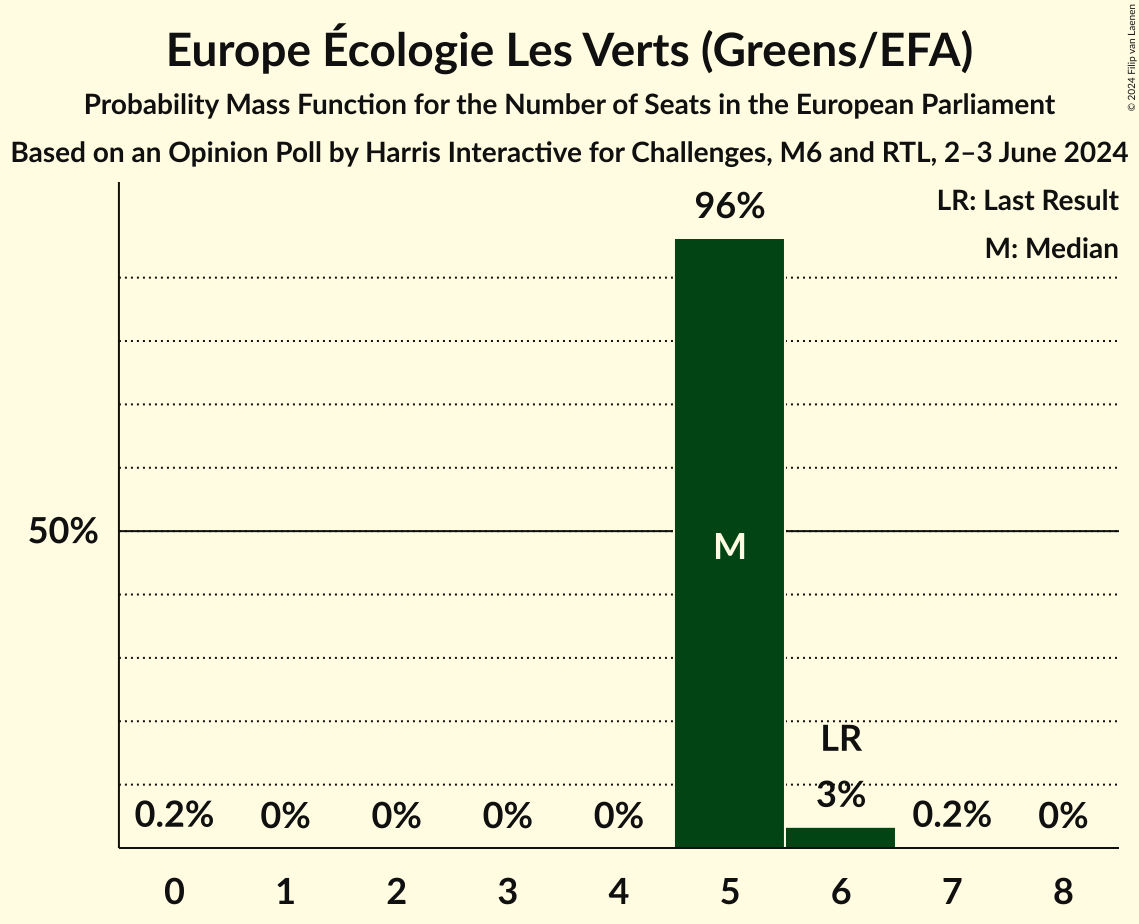 Europe Écologie Les Verts (Greens/EFA)
Probability Mass Function for the Number of Seats in the European Parliament
Based on an Opinion Poll by Harris Interactive for Challenges, M6 and RTL, 2–3 June 2024
© 2024 Filip van Laenen
LR: Last Result
M: Median
96%
50%
M
LR
0.2% 0% 0% 0% 0% 3% 0.2% 0%
0 1 2 3 4 5 6 7 8